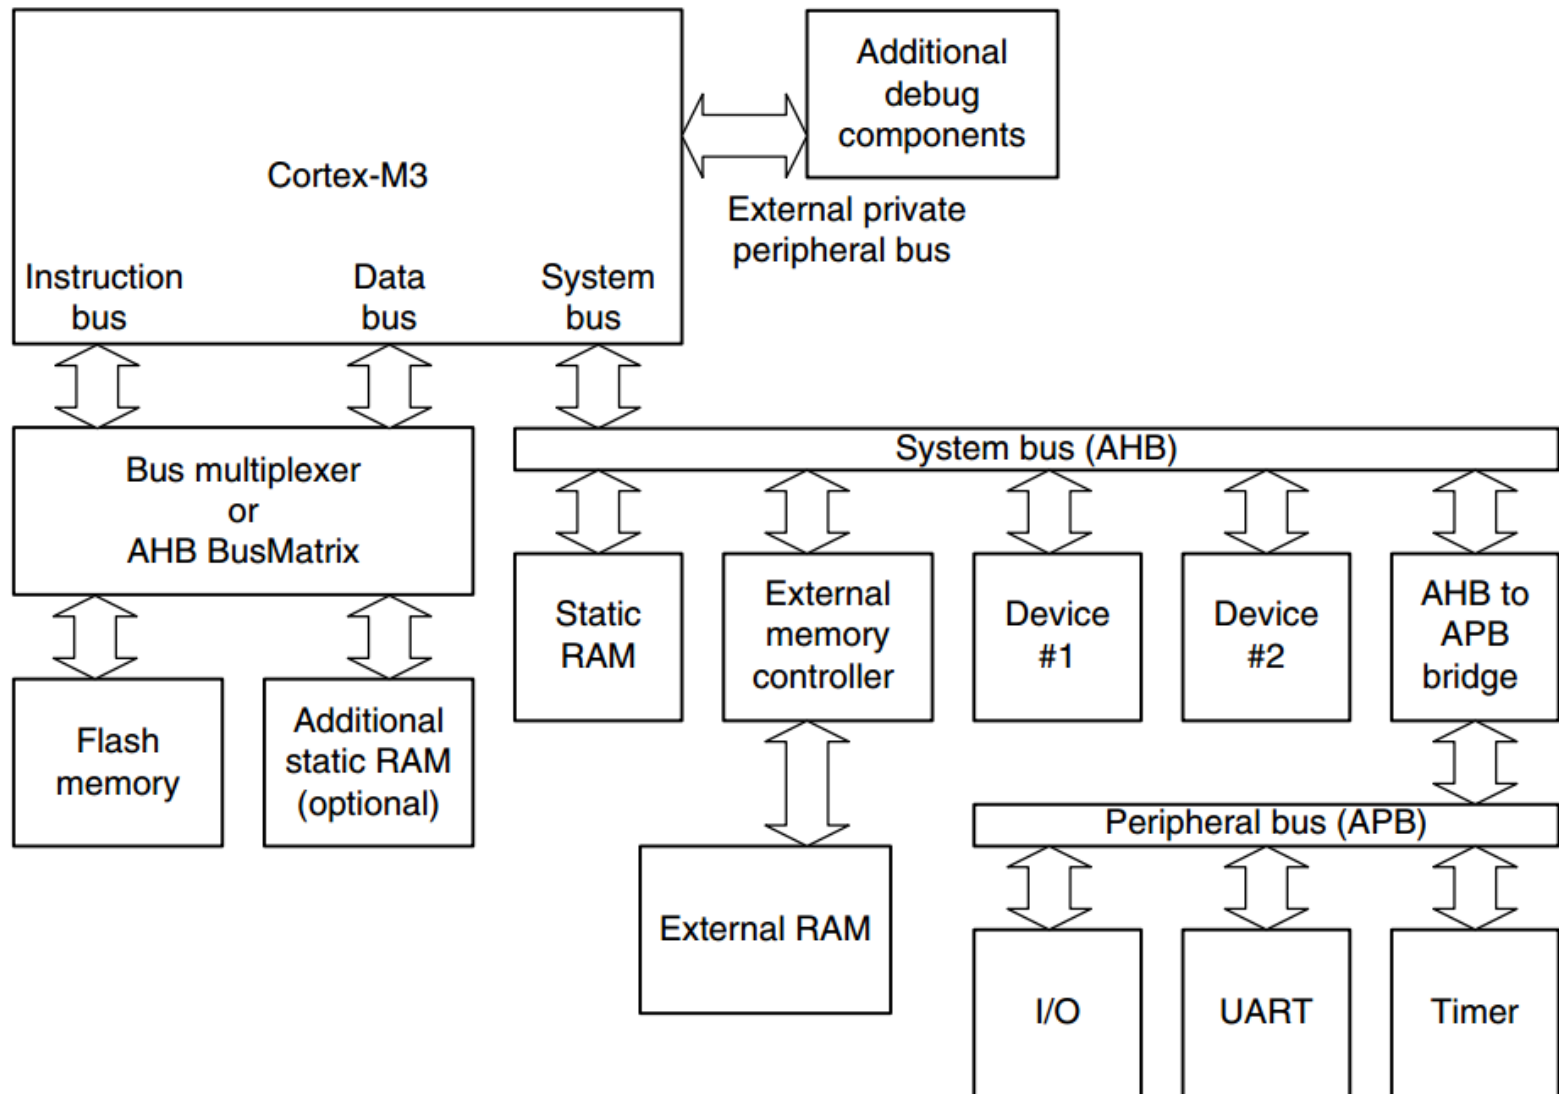 Cortex-M3
Additional
debug
components
External private
peripheral bus
Instruction
bus
Data
bus
System
bus
Bus multiplexer
or
AHB BusMatrix
System bus (AHB)
Static
RAM
External
memory
controller
Device
#1
Device
#2
AHB to
APB
bridge
Flash
memory
Additional
static RAM
(optional)
Peripheral bus (APB)
External RAM
I/O
UART
Timer